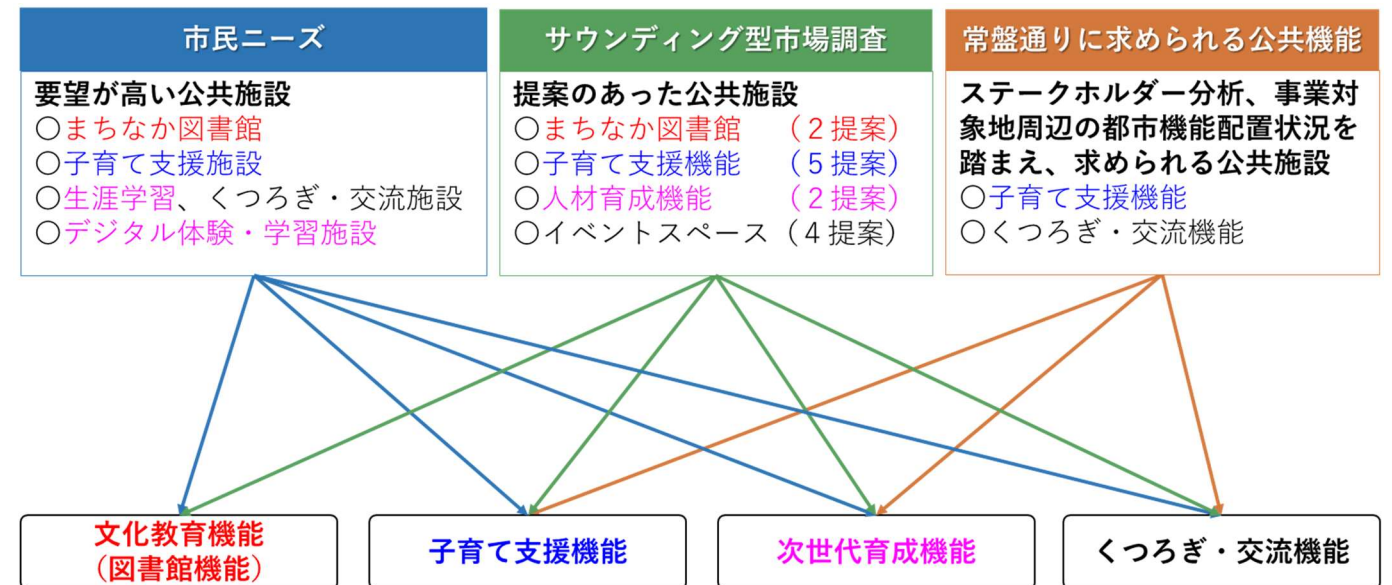 市民ニーズ
要望が高い公共施設
○まちなか図書館
○子育て支援施設
○生涯学習、くつろぎ・交流施設
○デジタル体験・学習施設
サウンディング型市場調査
提案のあった公共施設
○まちなか図書館　（２提案）
○子育て支援機能　（５提案）
○人材育成機能　（２提案）
○イベントスペース（４提案）
常盤通りに求められる公共機能
ステークホルダー分析、事業対
象地周辺の都市機能配置状況を
踏まえ、求められる公共施設
○子育て支援機能
○くつろぎ・交流機能
文化教育機能
（図書館機能）
子育て支援機能
次世代育成機能
くつろぎ・交流機能